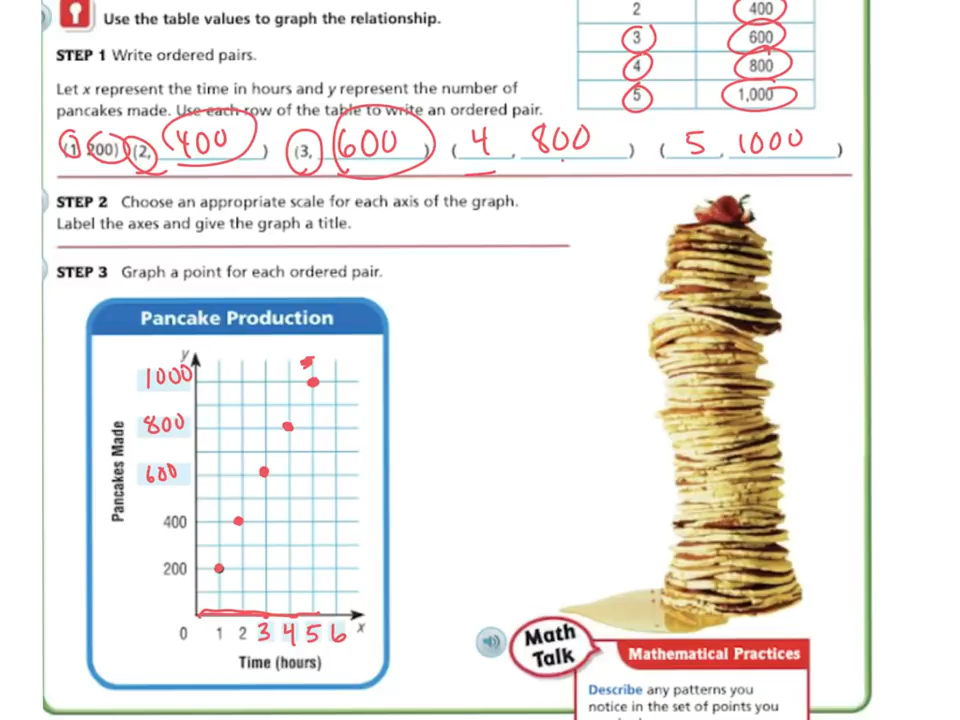 Use the table values to graph the relationship.
2 400
3 600
4 800
5 1,000
STEP 1 Write ordered pairs.
Let x represent the time in hours and y represent the number of
pancakes made. Use each row of the table to write an ordered pair.
(1, 200) (2, 400) (3, 600) (4, 800) (5 1000)
STEP 2 Choose an appropriate scale for each axis of the graph.
Label the axes and give the graph a title.
STEP 3 Graph a point for each ordered pair.
Pancake Production
y
1000
800
600
400
200
0 1 2 3 4 5 6 x
Pancakes Made
Time (hours)
Math
Talk
Mathematical Practices
Describe any patterns you
notice in the set of points you